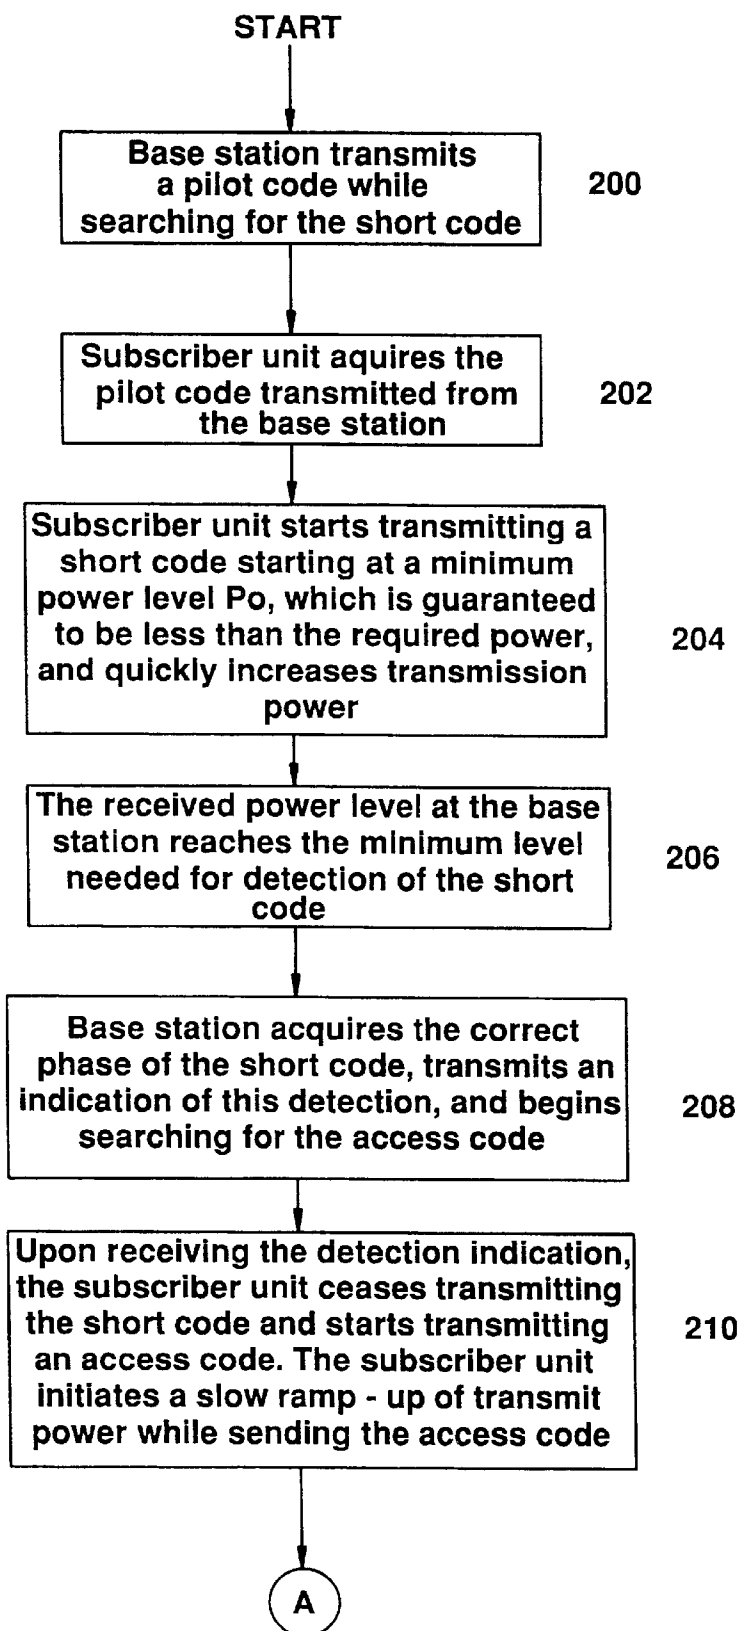 START
Base station transmits
a pilot code while
searching for the short code
200
Subscriber unit aquires the
pilot code transmitted from
the base station
202
Subscriber unit starts transmitting a
short code starting at a minimum
power level Po, which is guaranteed
to be less than the required power,
and quickly increases transmission
power
204
The received power level at the base
station reaches the minimum level
needed for detection of the short
code
206
Base station acquires the correct
phase of the short code, transmits an
indication of this detection, and begins
searching for the access code
208
Upon receiving the detection indication,
the subscriber unit ceases transmitting
the short code and starts transmitting
an access code. The subscriber unit
initiates a slow ramp - up of transmit
power while sending the access code
210
A